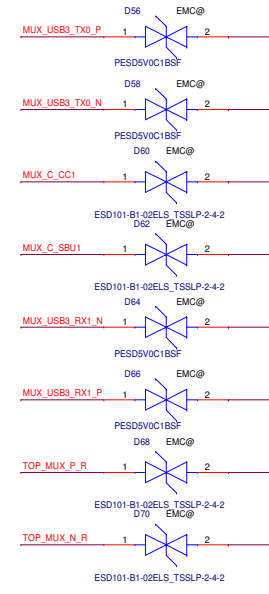 D56 EMC@
MUX_USB3_TX0_P 1 2
PESD5V0C1BSF
D58 EMC@
MUX_USB3_TX0_N 1 2
PESD5V0C1BSF
D60 EMC@
MUX_C_CC1 1 2
ESD101-B1-02ELS_TSSLP-2-4-2
D62 EMC@
MUX_C_SBU1 1 2
ESD101-B1-02ELS_TSSLP-2-4-2
D64 EMC@
MUX_USB3_RX1_N 1 2
PESD5V0C1BSF
D66 EMC@
MUX_USB3_RX1_P 1 2
PESD5V0C1BSF
D68 EMC@
TOP_MUX_P_R 1 2
ESD101-B1-02ELS_TSSLP-2-4-2
D70 EMC@
TOP_MUX_N_R 1 2
ESD101-B1-02ELS_TSSLP-2-4-2